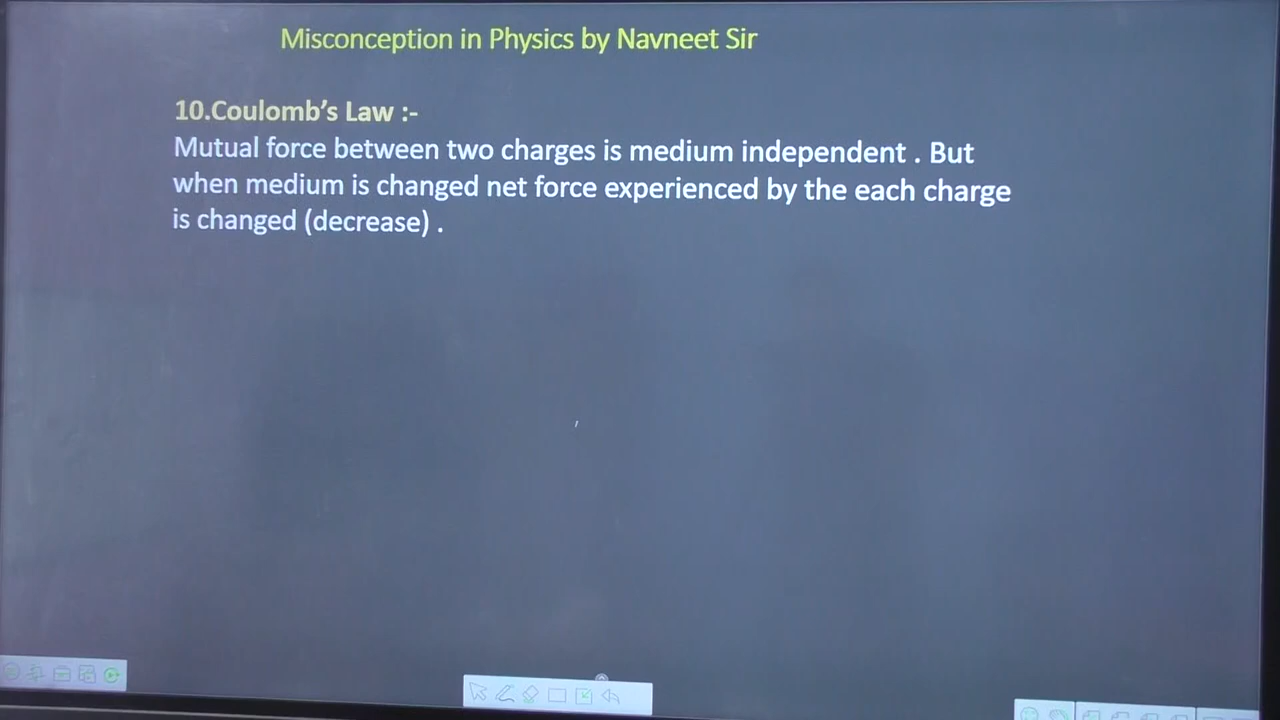 Misconception in Physics by Navneet Sir
10.Coulomb’s Law :-
Mutual force between two charges is medium independent . But
when medium is changed net force experienced by the each charge
is changed (decrease) .